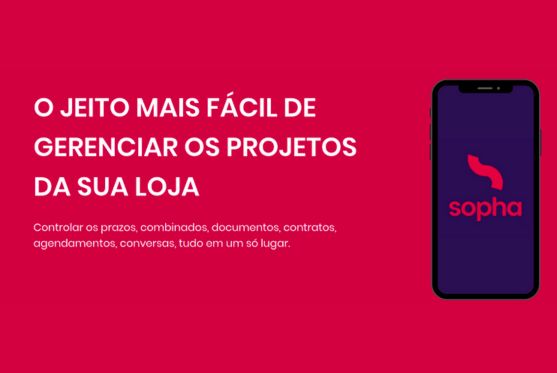 O JEITO MAIS FÁCIL DE
GERENCIAR OS PROJETOS
DA SUA LOJA
Controlar os prazos, combinados, documentos, contratos,
agendamentos, conversas, tudo em um só lugar.
sopha